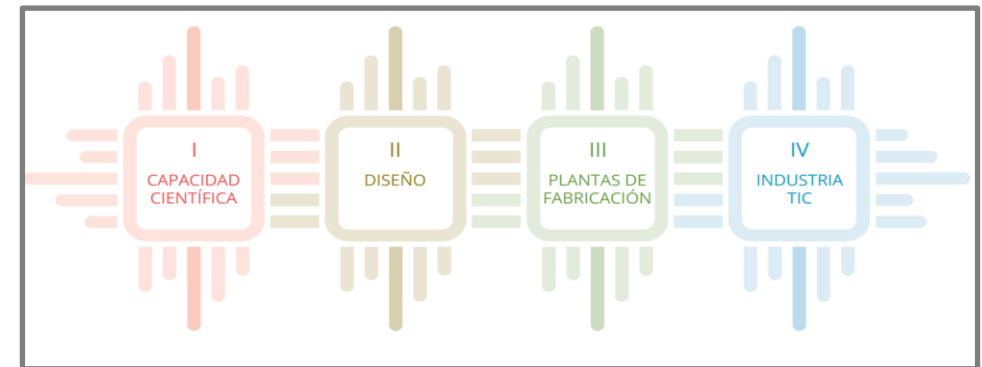 I
CAPACIDAD
CIENTÍFICA
II
DISEÑO
III
PLANTAS DE
FABRICACIÓN
IV
INDUSTRIA
TIC